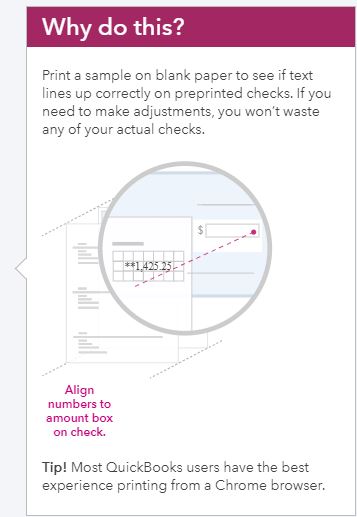 Why do this?
Print a sample on blank paper to see if text
lines up correctly on preprinted checks. If you
need to make adjustments, you won't waste
any of your actual checks.
$
**1,425.25
Align
numbers to
amount box
on check.
Tip! Most QuickBooks users have the best
experience printing from a Chrome browser.